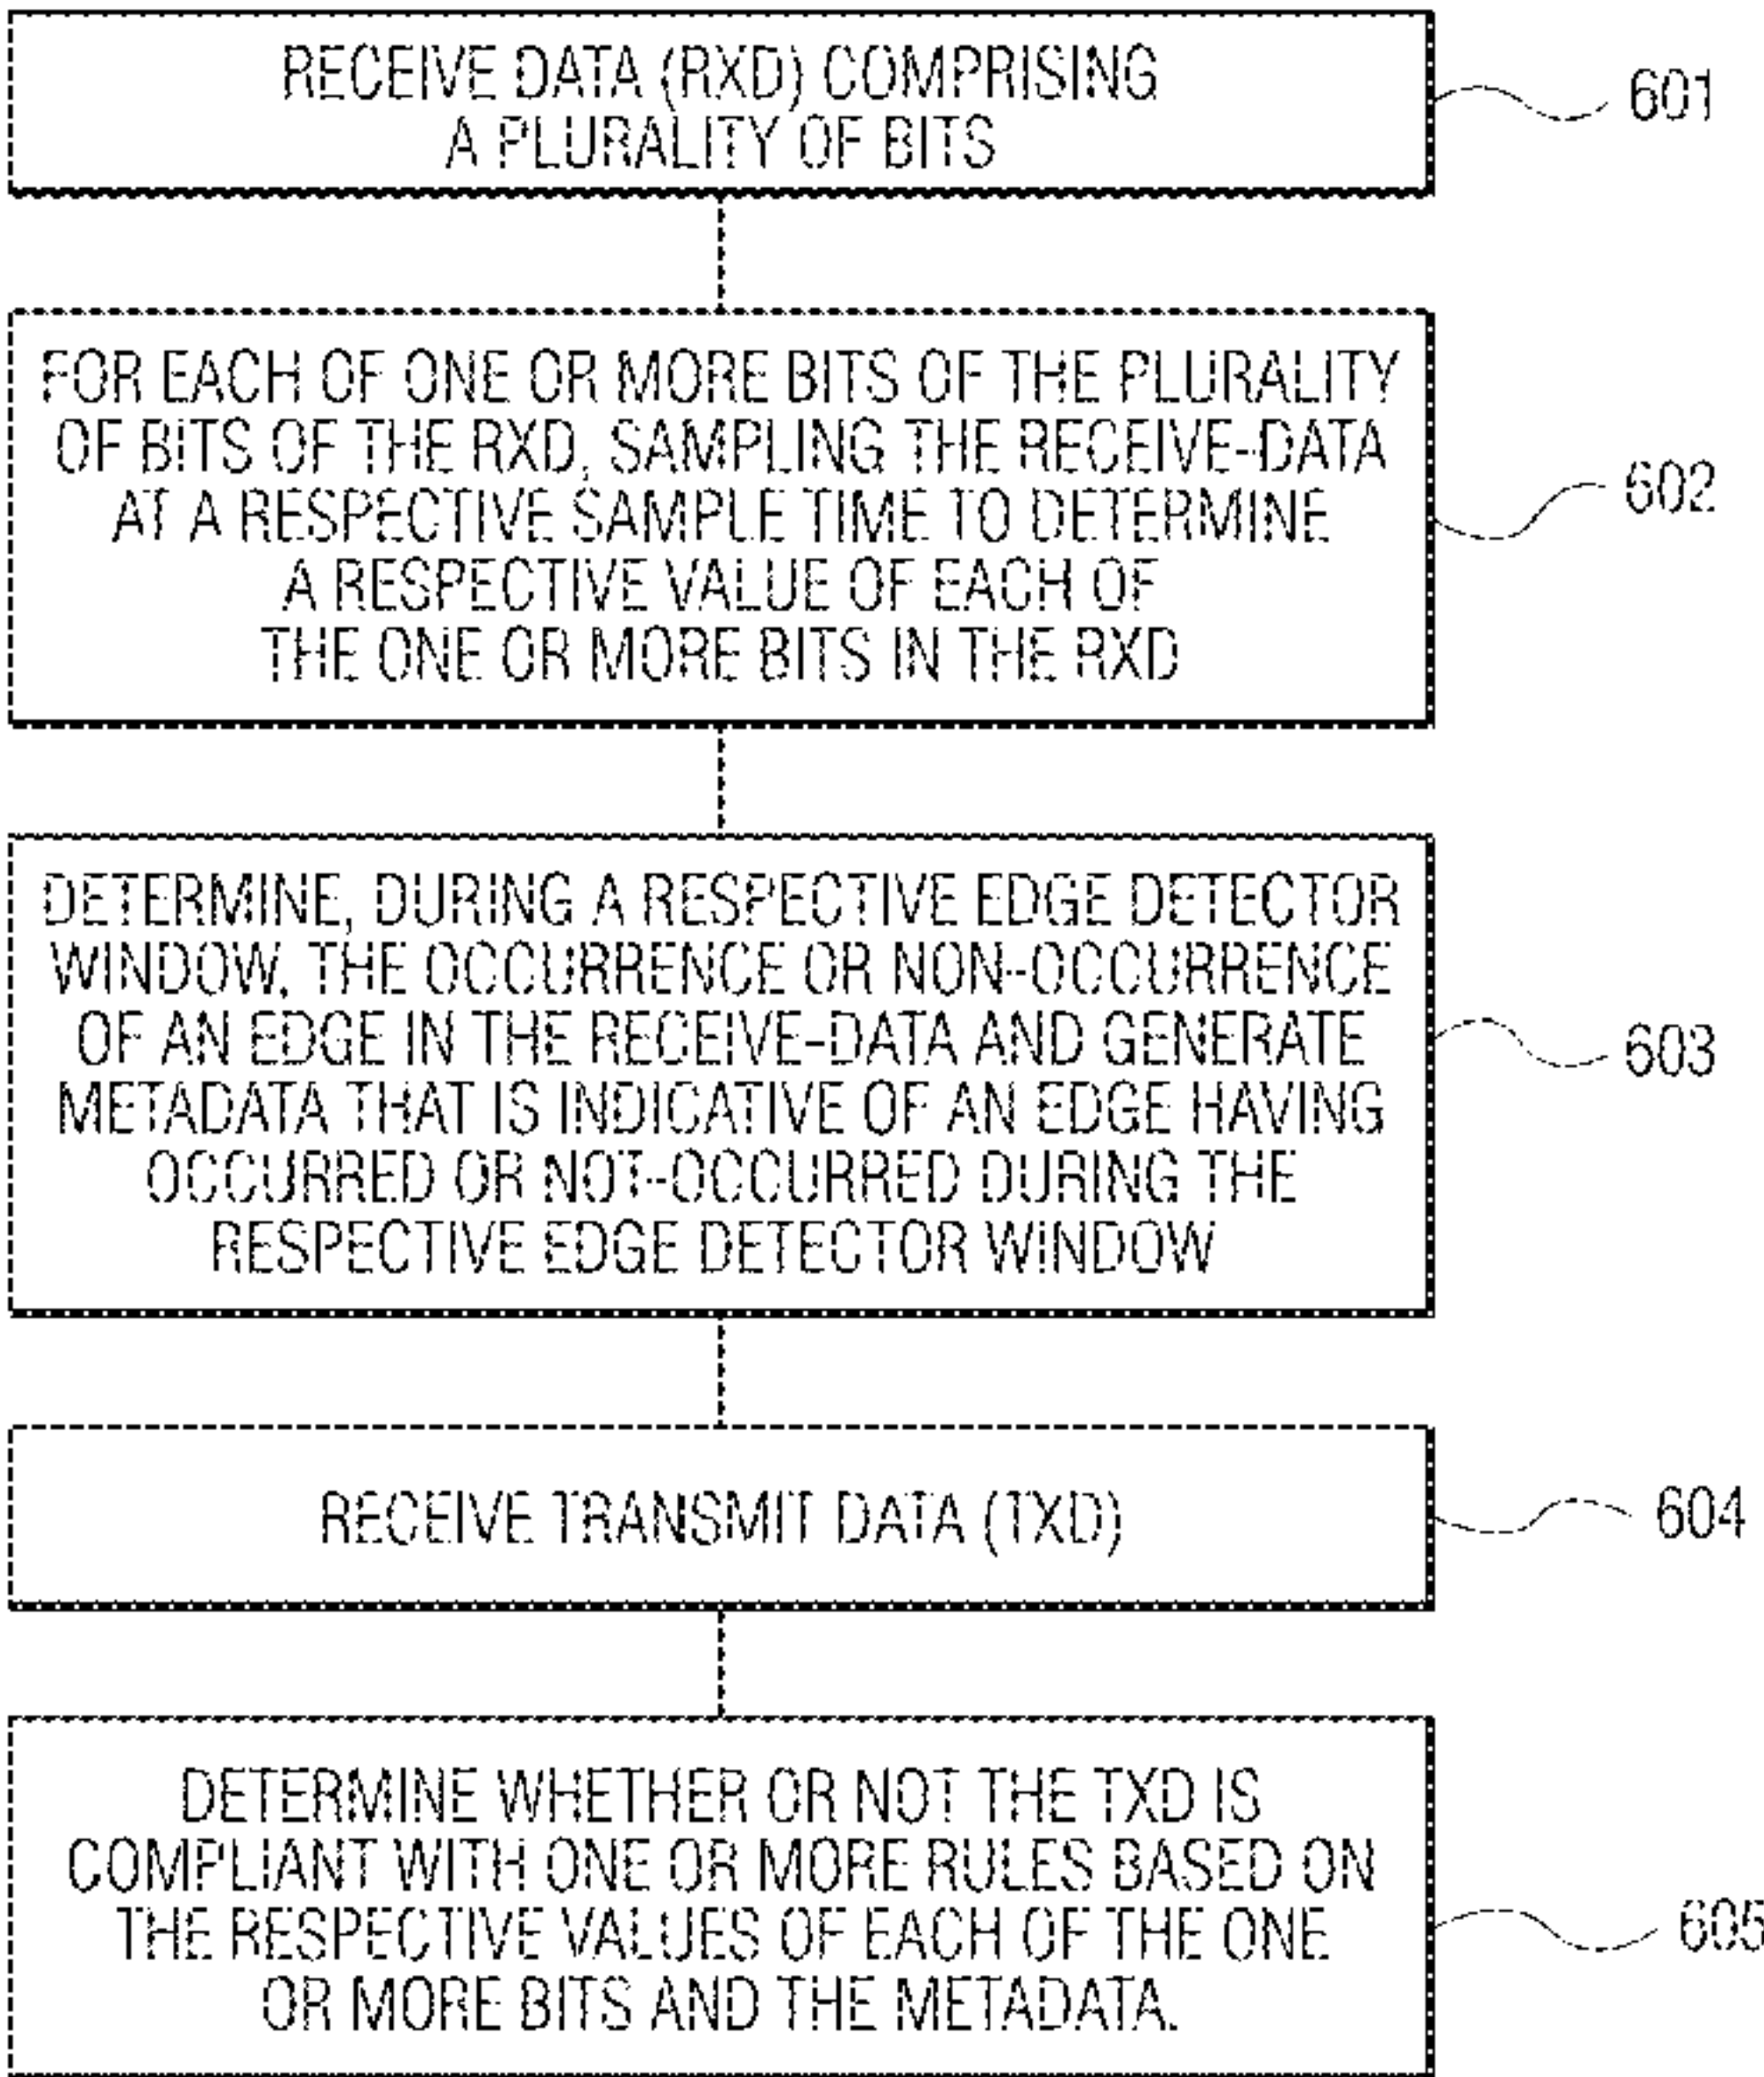 RECEIVE DATA (RXD) COMPRISING
A PLURALITY OF BITS
601
FOR EACH OF ONE OR MORE BITS OF THE PLURALITY
OF BITS OF THE RXD, SAMPLING THE RECEIVE-DATA
AT A RESPECTIVE SAMPLE TIME TO DETERMINE
A RESPECTIVE VALUE OF EACH OF
THE ONE OR MORE BITS IN THE RXD
602
DETERMINE, DURING A RESPECTIVE EDGE DETECTOR
WINDOW, THE OCCURRENCE OR NON-OCCURRENCE
OF AN EDGE IN THE RECEIVE-DATA AND GENERATE
METADATA THAT IS INDICATIVE OF AN EDGE HAVING
OCCURRED OR NOT-OCCURRED DURING THE
RESPECTIVE EDGE DETECTOR WINDOW
603
RECEIVE TRANSMIT DATA (TXD)
604
DETERMINE WHETHER OR NOT THE TXD IS
COMPLIANT WITH ONE OR MORE RULES BASED ON
THE RESPECTIVE VALUES OF EACH OF THE ONE
OR MORE BITS AND THE METADATA.
605